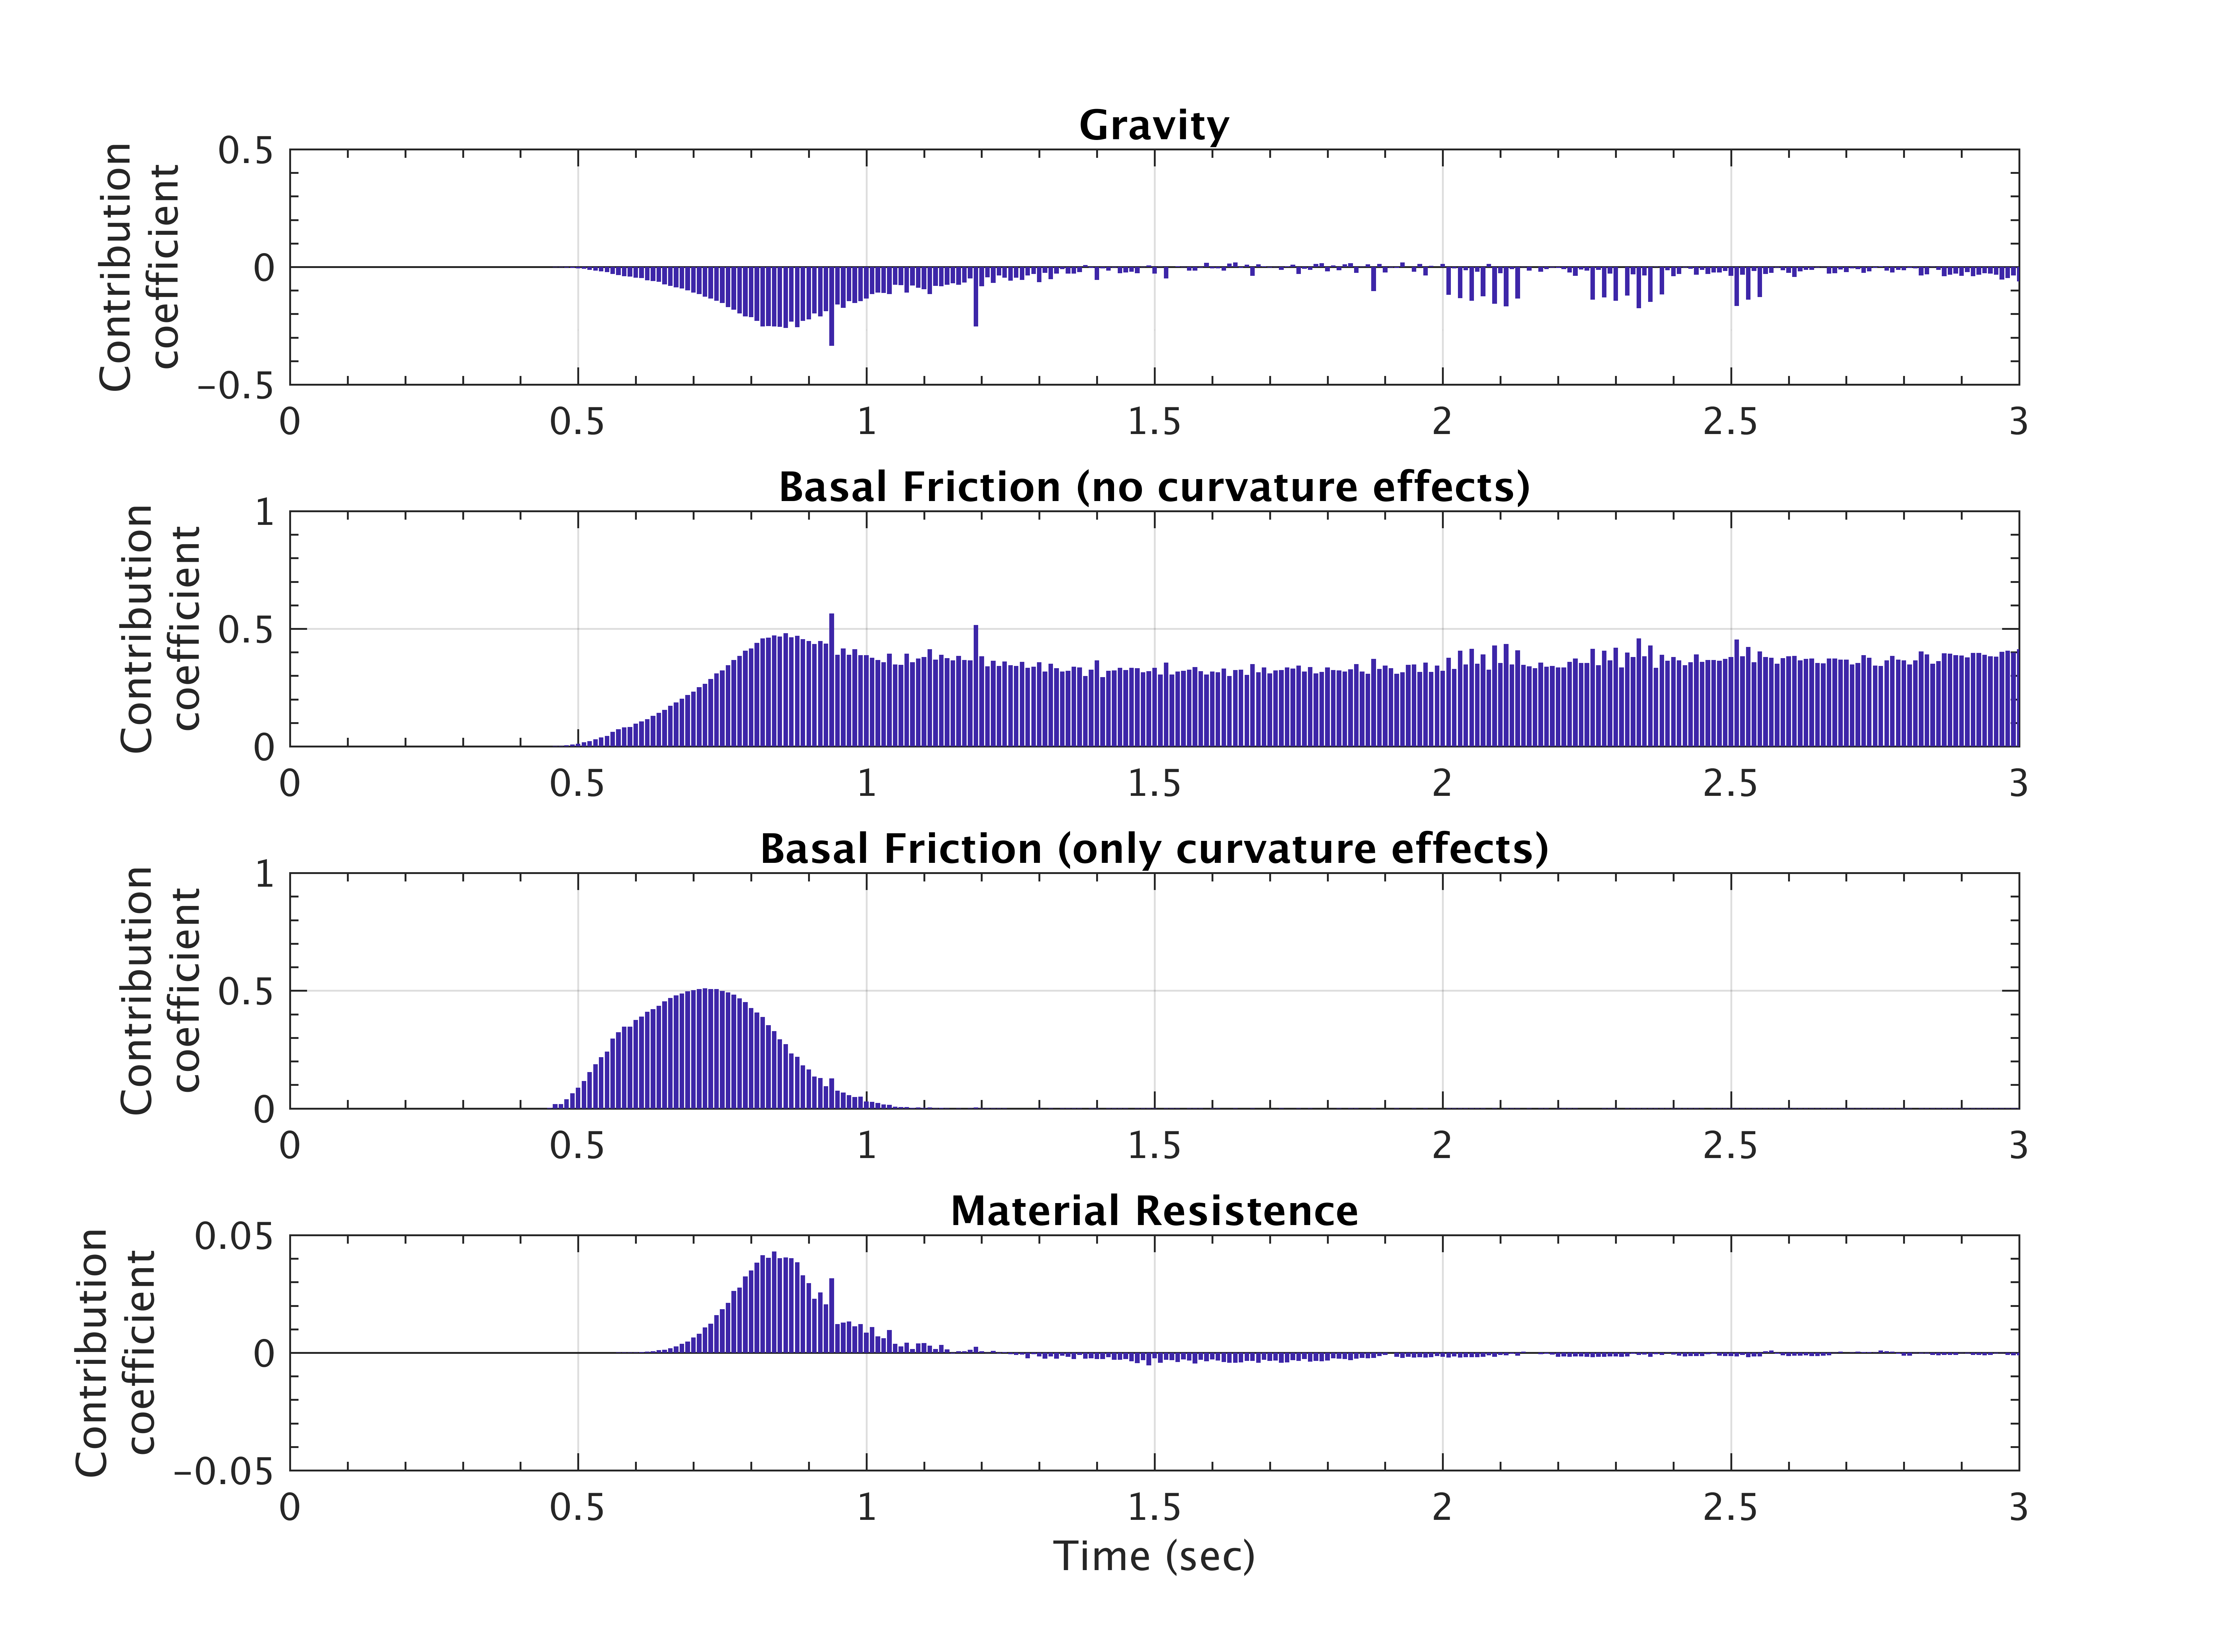 Gravity
Contribution
coefficient
0.5
0
–0.5
0 0.5 1 1.5 2 2.5 3
Basal Friction (no curvature effects)
Contribution
coefficient
1
0.5
0
0 0.5 1 1.5 2 2.5 3
Basal Friction (only curvature effects)
Contribution
coefficient
1
0.5
0
0 0.5 1 1.5 2 2.5 3
Material Resistence
Contribution
coefficient
0.05
0
–0.05
0 0.5 1 1.5 2 2.5 3
Time (sec)